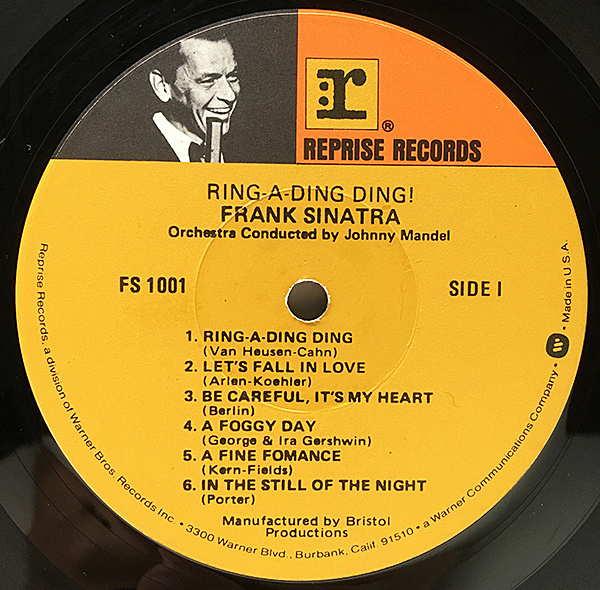 r
®
REPRISE RECORDS
RING-A-DING DING!
FRANK SINATRA
Orchestra Conducted by Johnny Mandel
FS 1001
SIDE I
1. RING-A-DING DING
(Van Heusen-Cahn)
2. LET'S FALL IN LOVE
(Arlen-Koehler)
3. BE CAREFUL, IT'S MY HEART
(Berlin)
4. A FOGGY DAY
(George & Ira Gershwin)
5. A FINE FOMANCE
(Kern-Fields)
6. IN THE STILL OF THE NIGHT
(Porter)
Manufactured by Bristol
Productions
Reprise Records, a division of Warner Bros. Records Inc. • 3300 Warner Blvd., Burbank, Calif. 91510 • a Warner Communications Company • W • Made in U.S.A.